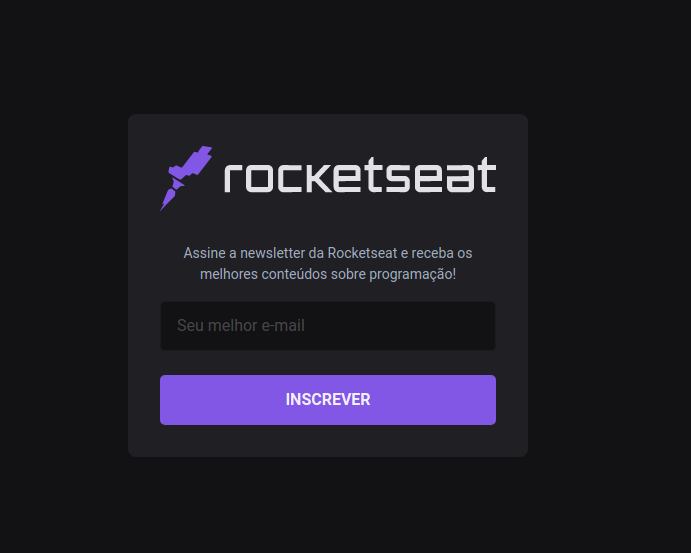 rocketseat
Assine a newsletter da Rocketseat e receba os
melhores conteúdos sobre programação!
Seu melhor e-mail
INSCREVER